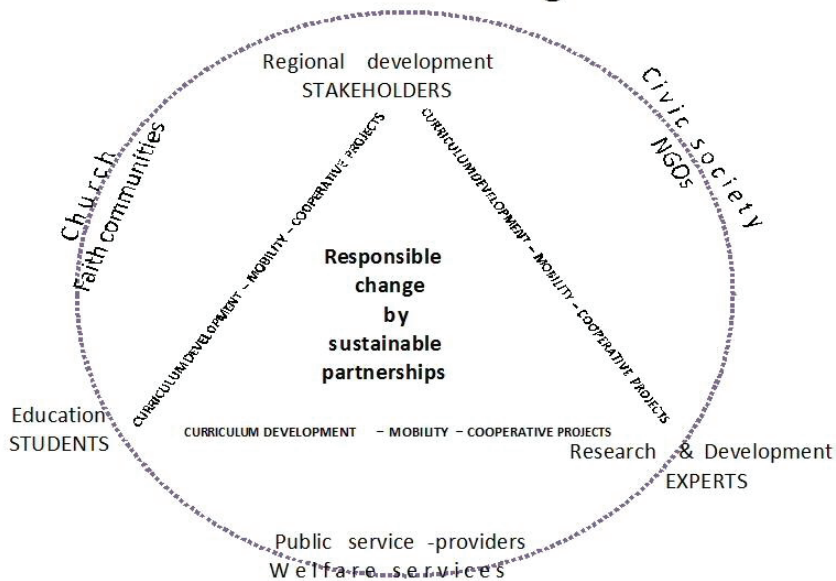 Regional development
STAKEHOLDERS
Civic society
NGOs
Church
Faith communities
CURRICULUM DEVELOPMENT – MOBILITY – COOPERATIVE PROJECTS
CURRICULUM DEVELOPMENT – MOBILITY – COOPERATIVE PROJECTS
Responsible
change
by
sustainable
partnerships
Education
STUDENTS
CURRICULUM DEVELOPMENT – MOBILITY – COOPERATIVE PROJECTS
Research & Development
EXPERTS
Public service -providers
Welfare services